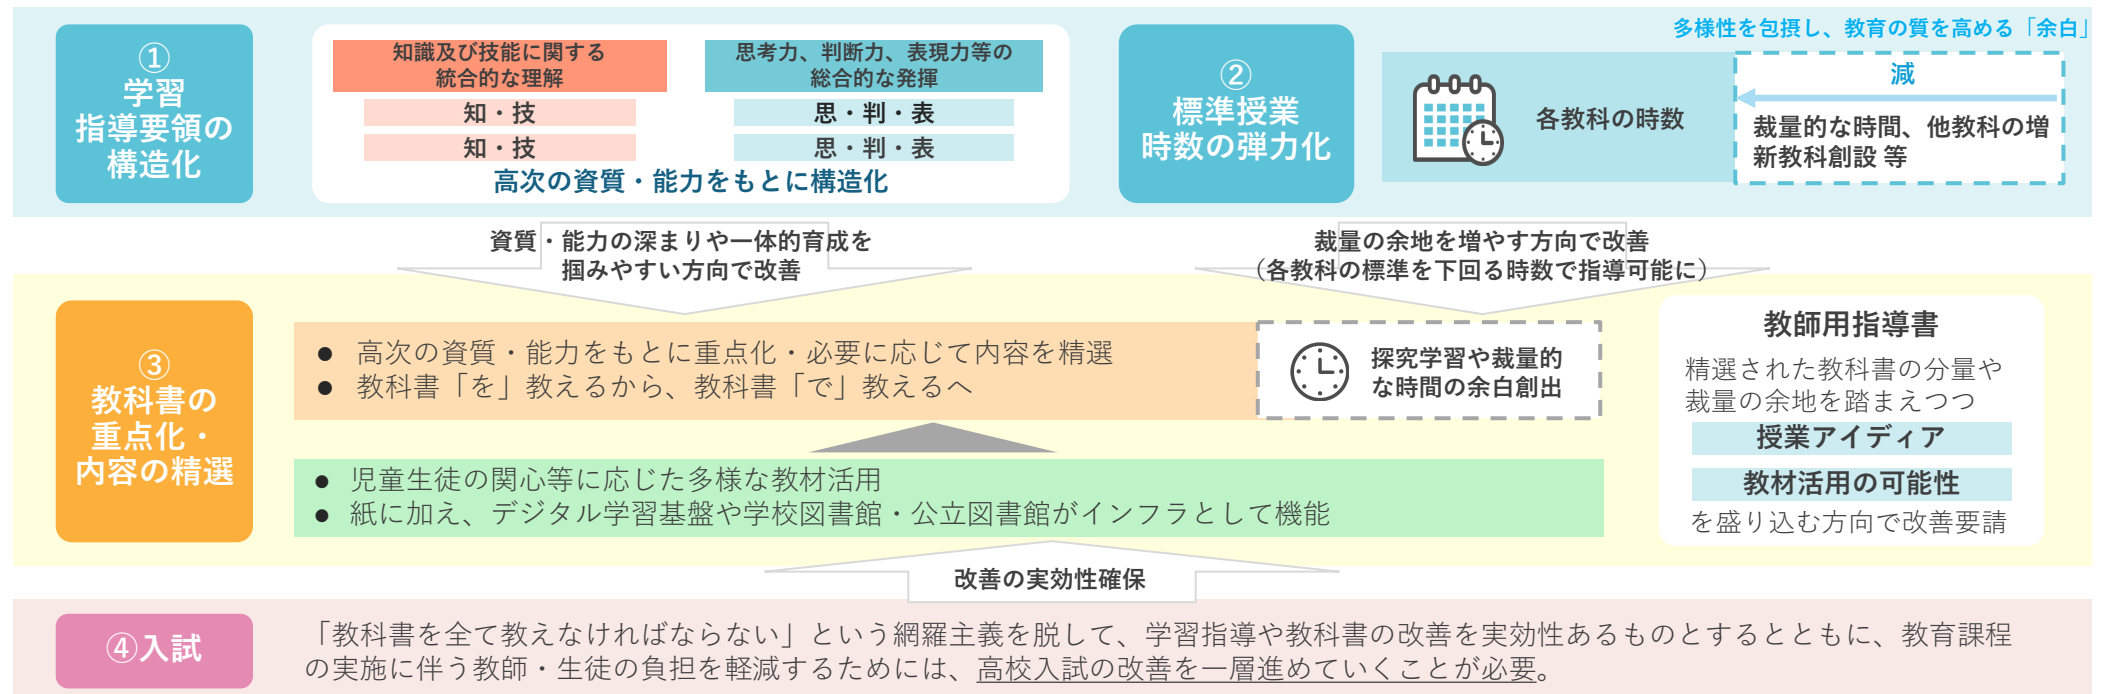 ①
学習
指導要領の
構造化
知識及び技能に関する
統合的な理解
思考力、判断力、表現力等の
総合的な発揮
知・技
思・判・表
知・技
思・判・表
高次の資質・能力をもとに構造化
②
標準授業
時数の弾力化
多様性を包摂し、教育の質を高める「余白」
各教科の時数
減
裁量的な時間、他教科の増
新教科創設 等
資質・能力の深まりや一体的育成を
掴みやすい方向で改善
裁量の余地を増やす方向で改善
（各教科の標準を下回る時数で指導可能に）
③
教科書の
重点化・
内容の精選
● 高次の資質・能力をもとに重点化・必要に応じて内容を精選
● 教科書「を」教えるから、教科書「で」教えるへ
探究学習や裁量的
な時間の余白創出
● 児童生徒の関心等に応じた多様な教材活用
● 紙に加え、デジタル学習基盤や学校図書館・公立図書館がインフラとして機能
教師用指導書
精選された教科書の分量や
裁量の余地を踏まえつつ
授業アイディア
教材活用の可能性
を盛り込む方向で改善要請
改善の実効性確保
④入試
「教科書を全て教えなければならない」という網羅主義を脱して、学習指導や教科書の改善を実効性あるものとするとともに、教育課程
の実施に伴う教師・生徒の負担を軽減するためには、高校入試の改善を一層進めていくことが必要。